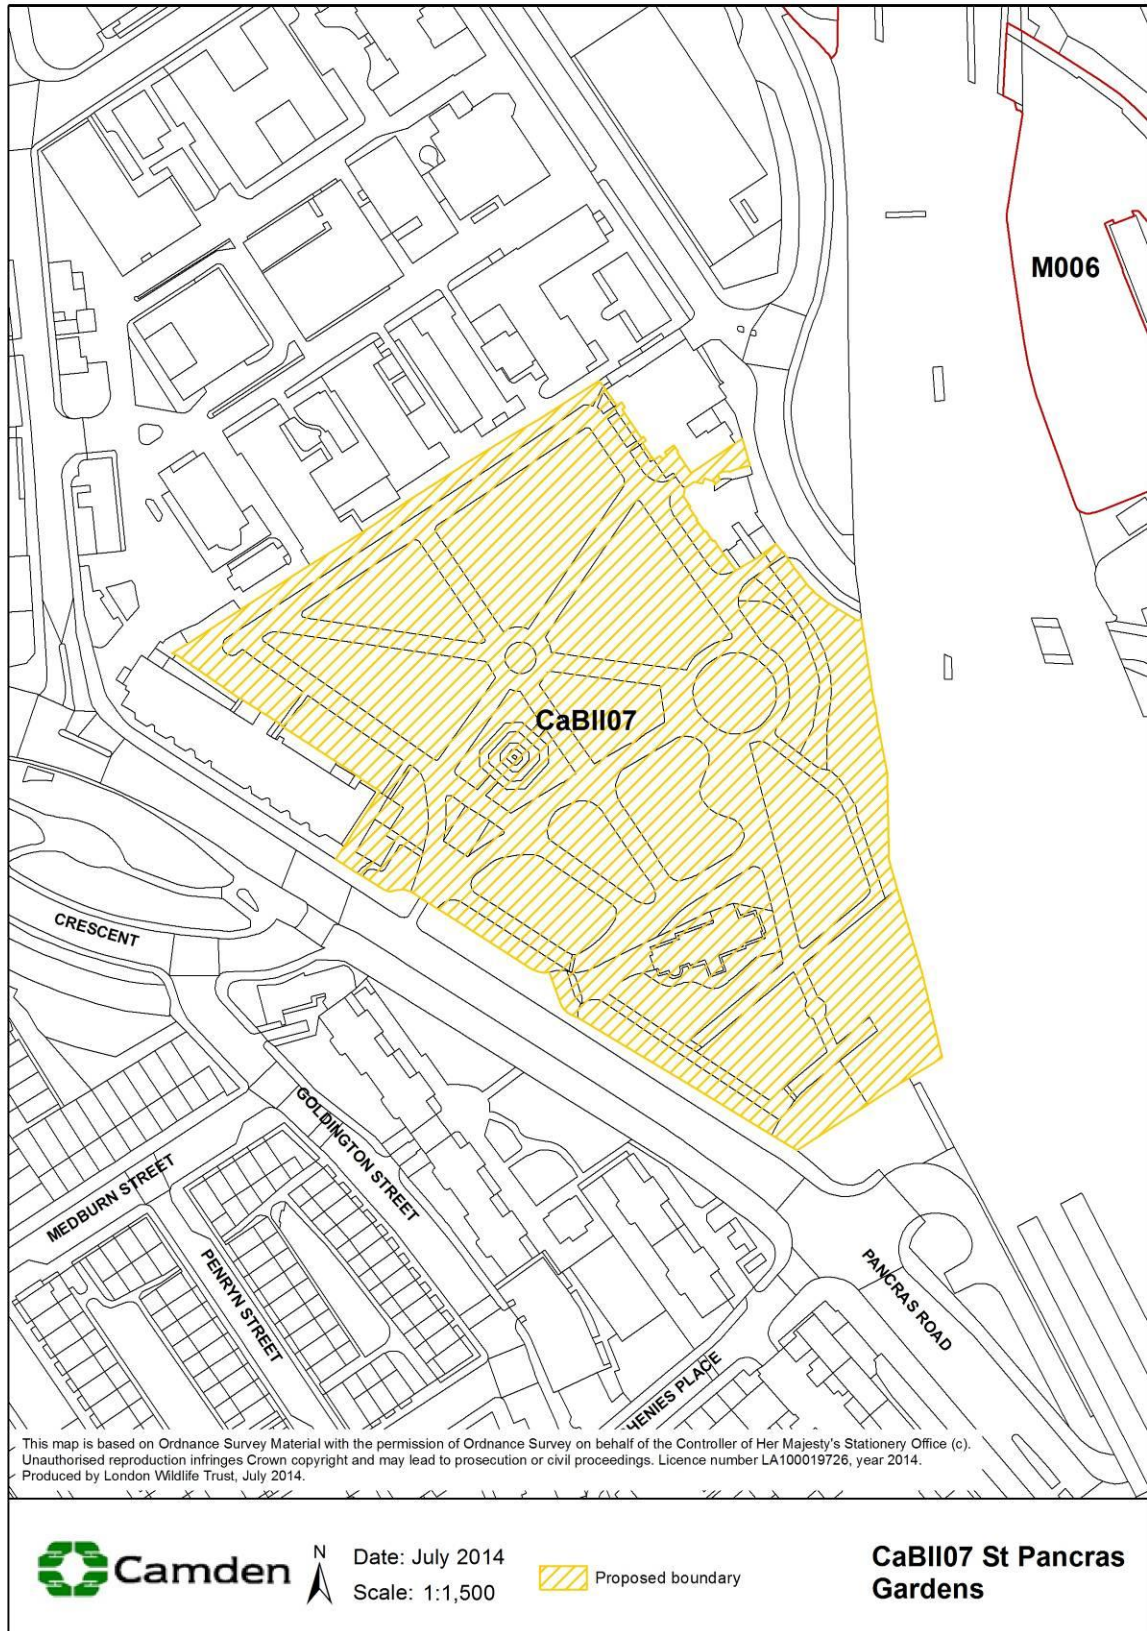 M006
CaBII07
CRESCENT
GOLDINGTON STREET
MEDBURN STREET
PENRYN STREET
PANCRAS ROAD
HENIES PLACE
This map is based on Ordnance Survey Material with the permission of Ordnance Survey on behalf of the Controller of Her Majesty's Stationery Office (c).
Unauthorised reproduction infringes Crown copyright and may lead to prosecution or civil proceedings. Licence number LA100019726, year 2014.
Produced by London Wildlife Trust, July 2014.
Camden
N
Date: July 2014
Scale: 1:1,500
Proposed boundary
CaBII07 St Pancras
Gardens